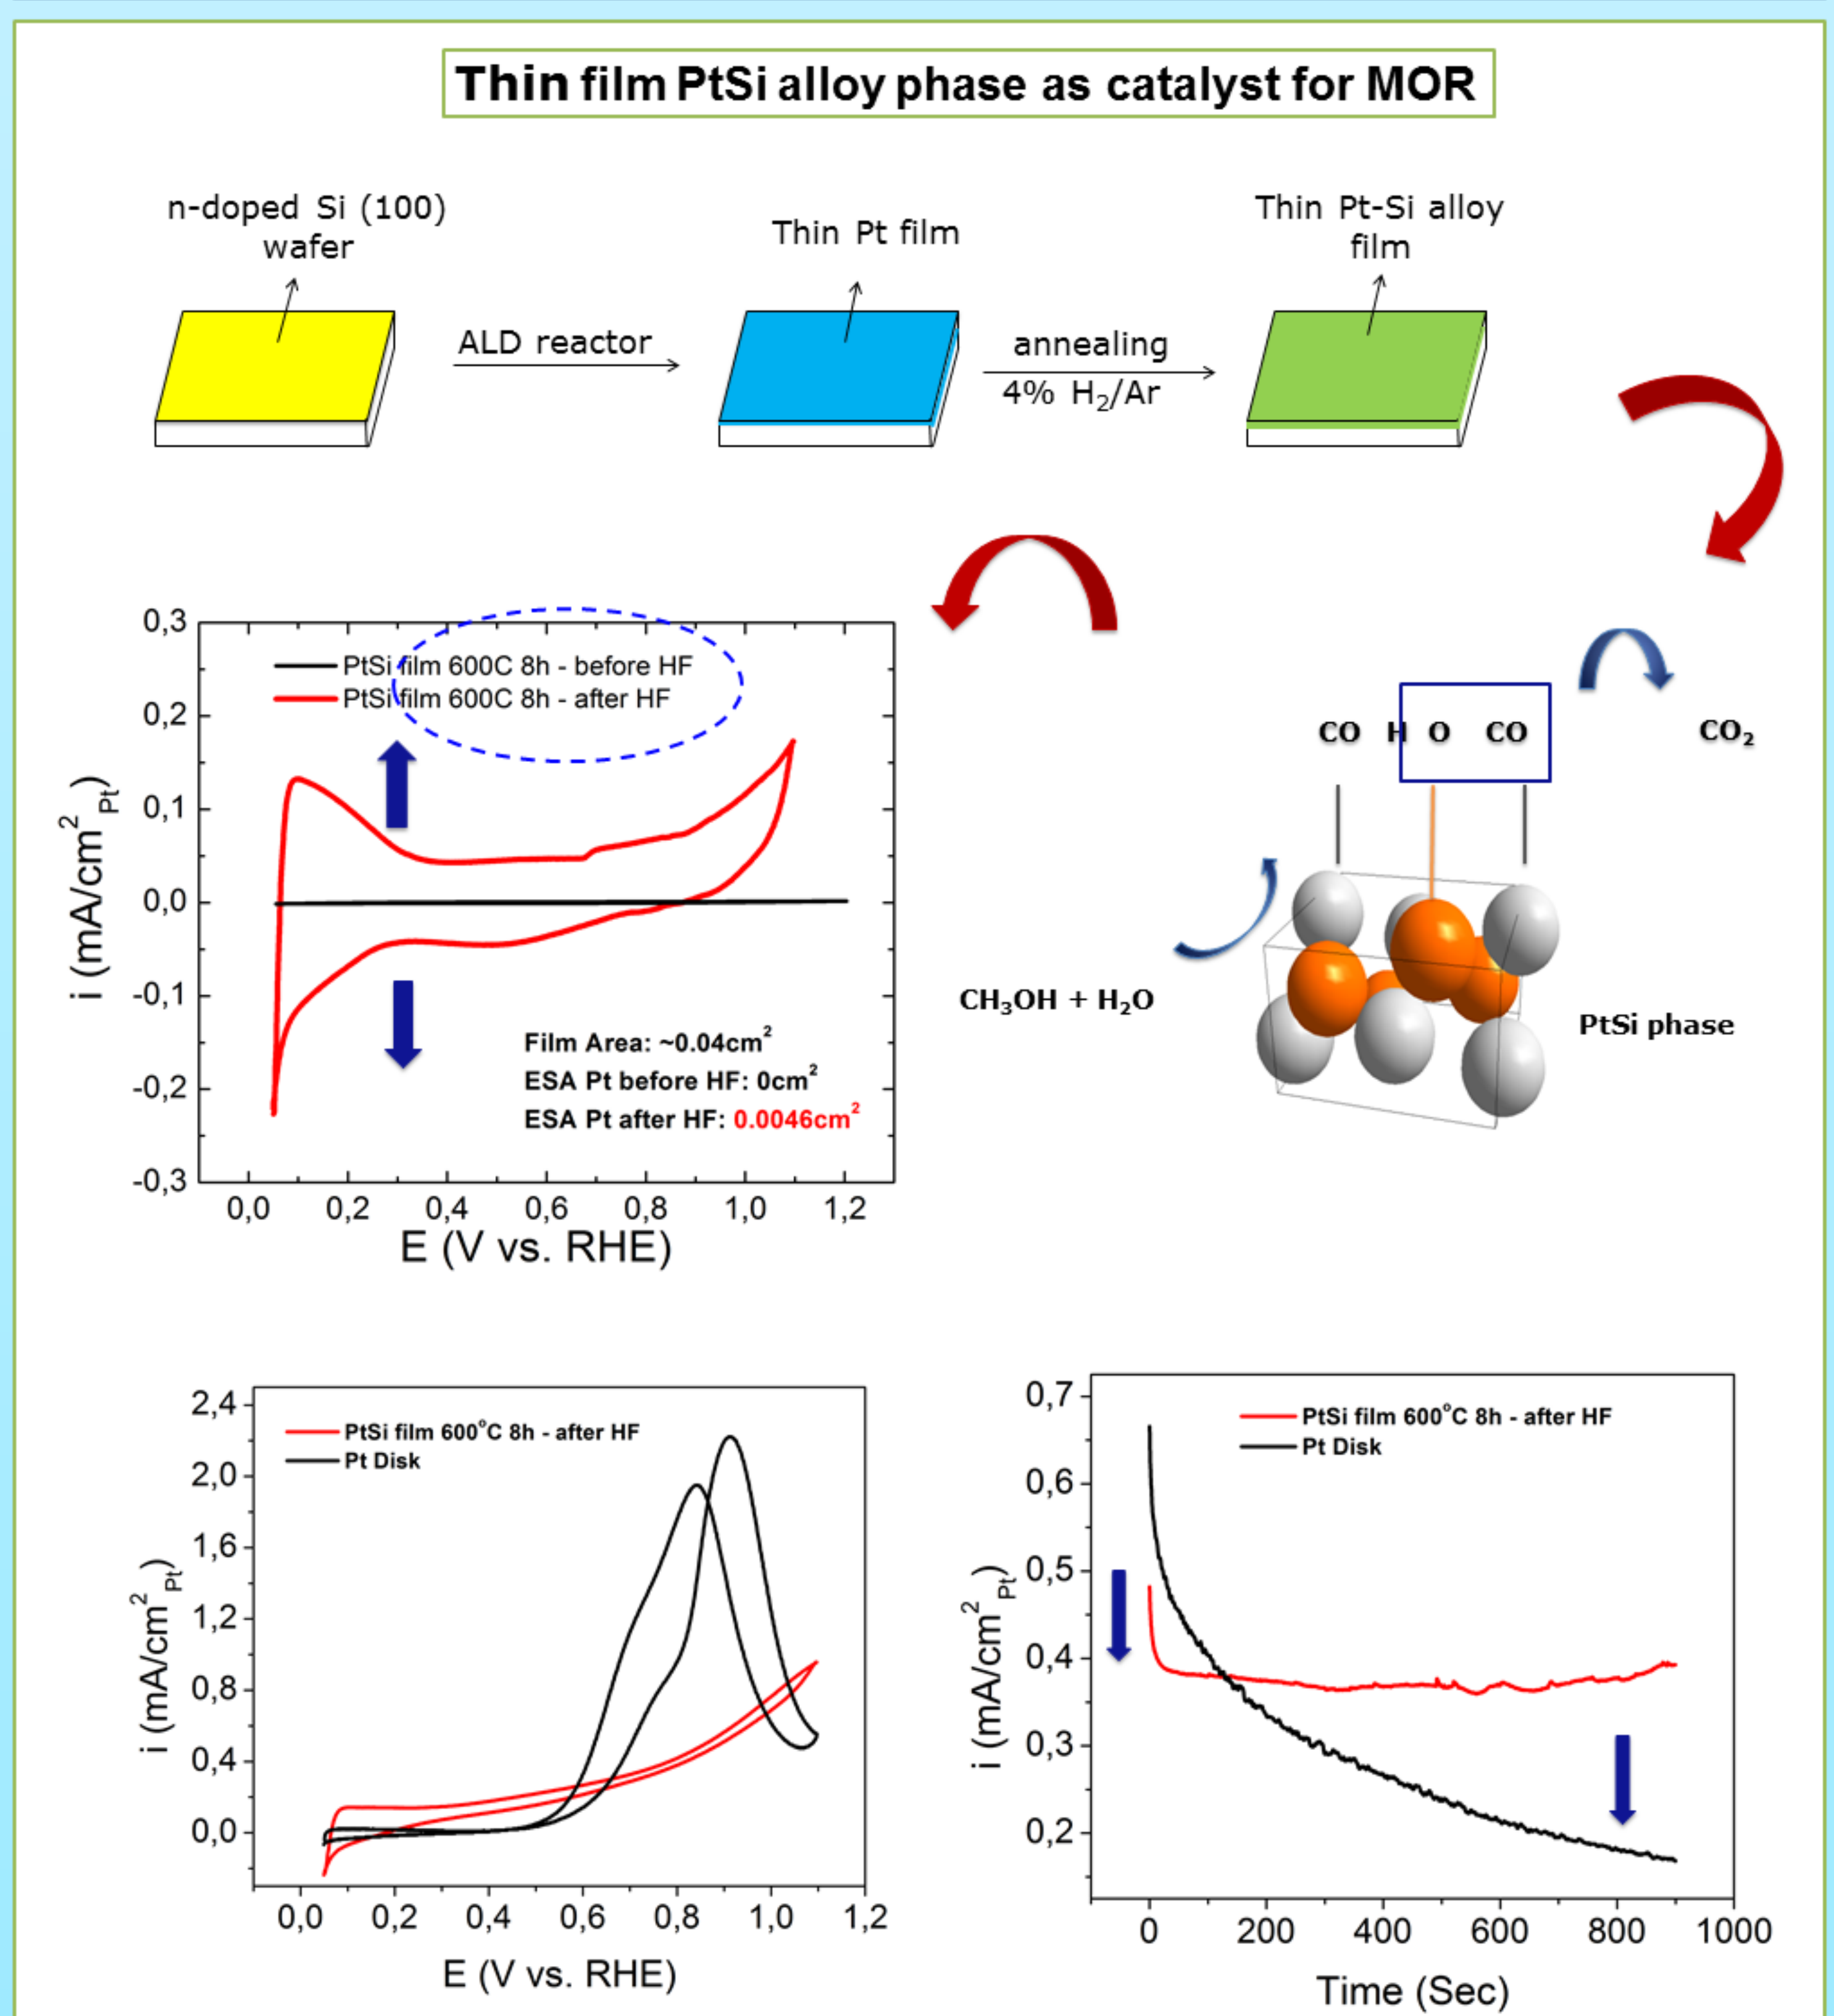 Thin film PtSi alloy phase as catalyst for MOR
n-doped Si (100)
wafer
Thin Pt film
Thin Pt-Si alloy
film
ALD reactor
annealing
4% H₂/Ar
0,3
0,2
0,1
0,0
-0,1
-0,2
-0,3
i (mA/cm²Pt)
PtSi film 600C 8h - before HF
PtSi film 600C 8h - after HF
Film Area: ~0.04cm²
ESA Pt before HF: 0cm²
ESA Pt after HF: 0.0046cm²
0,0 0,2 0,4 0,6 0,8 1,0 1,2
E (V vs. RHE)
CO H O CO
CO₂
CH₃OH + H₂O
PtSi phase
2,4
2,0
1,6
1,2
0,8
0,4
0,0
i (mA/cm²Pt)
PtSi film 600°C 8h - after HF
Pt Disk
0,0 0,2 0,4 0,6 0,8 1,0 1,2
E (V vs. RHE)
0,7
0,6
0,5
0,4
0,3
0,2
i (mA/cm²Pt)
PtSi film 600°C 8h - after HF
Pt Disk
0 200 400 600 800 1000
Time (Sec)